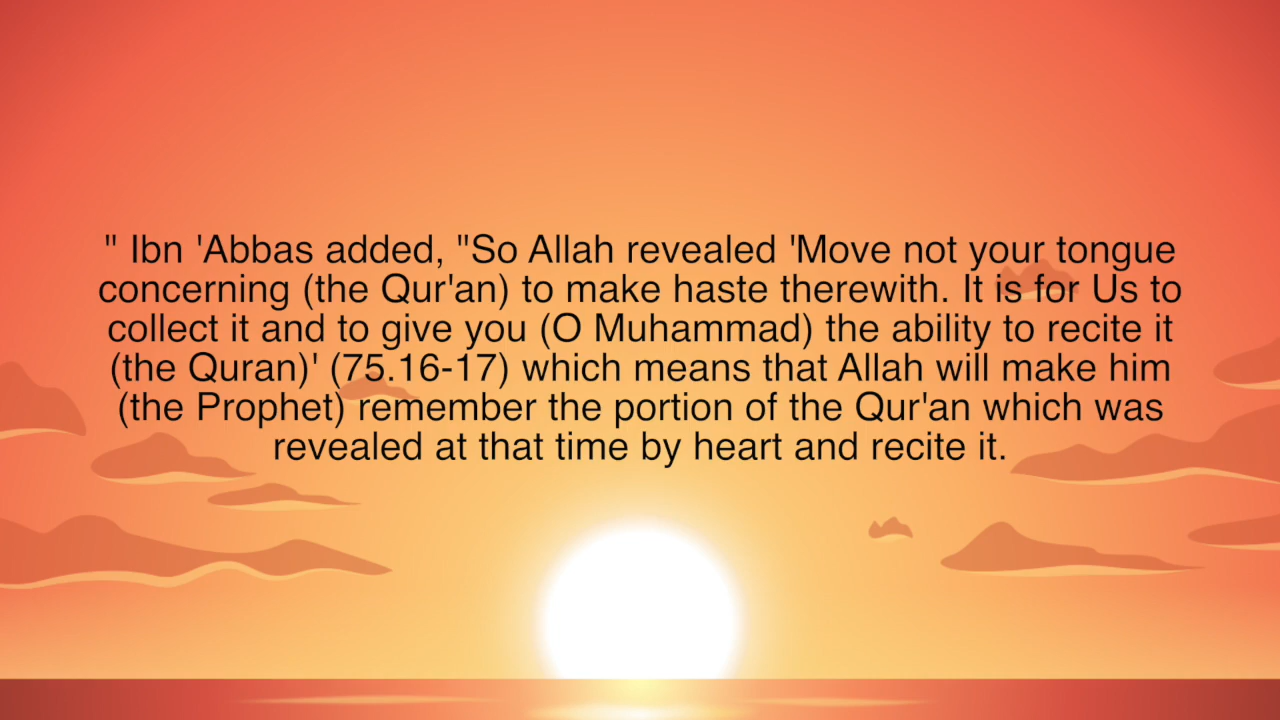 " Ibn 'Abbas added, "So Allah revealed 'Move not your tongue
concerning (the Qur'an) to make haste therewith. It is for Us to
collect it and to give you (O Muhammad) the ability to recite it
(the Quran)' (75.16-17) which means that Allah will make him
(the Prophet) remember the portion of the Qur'an which was
revealed at that time by heart and recite it.